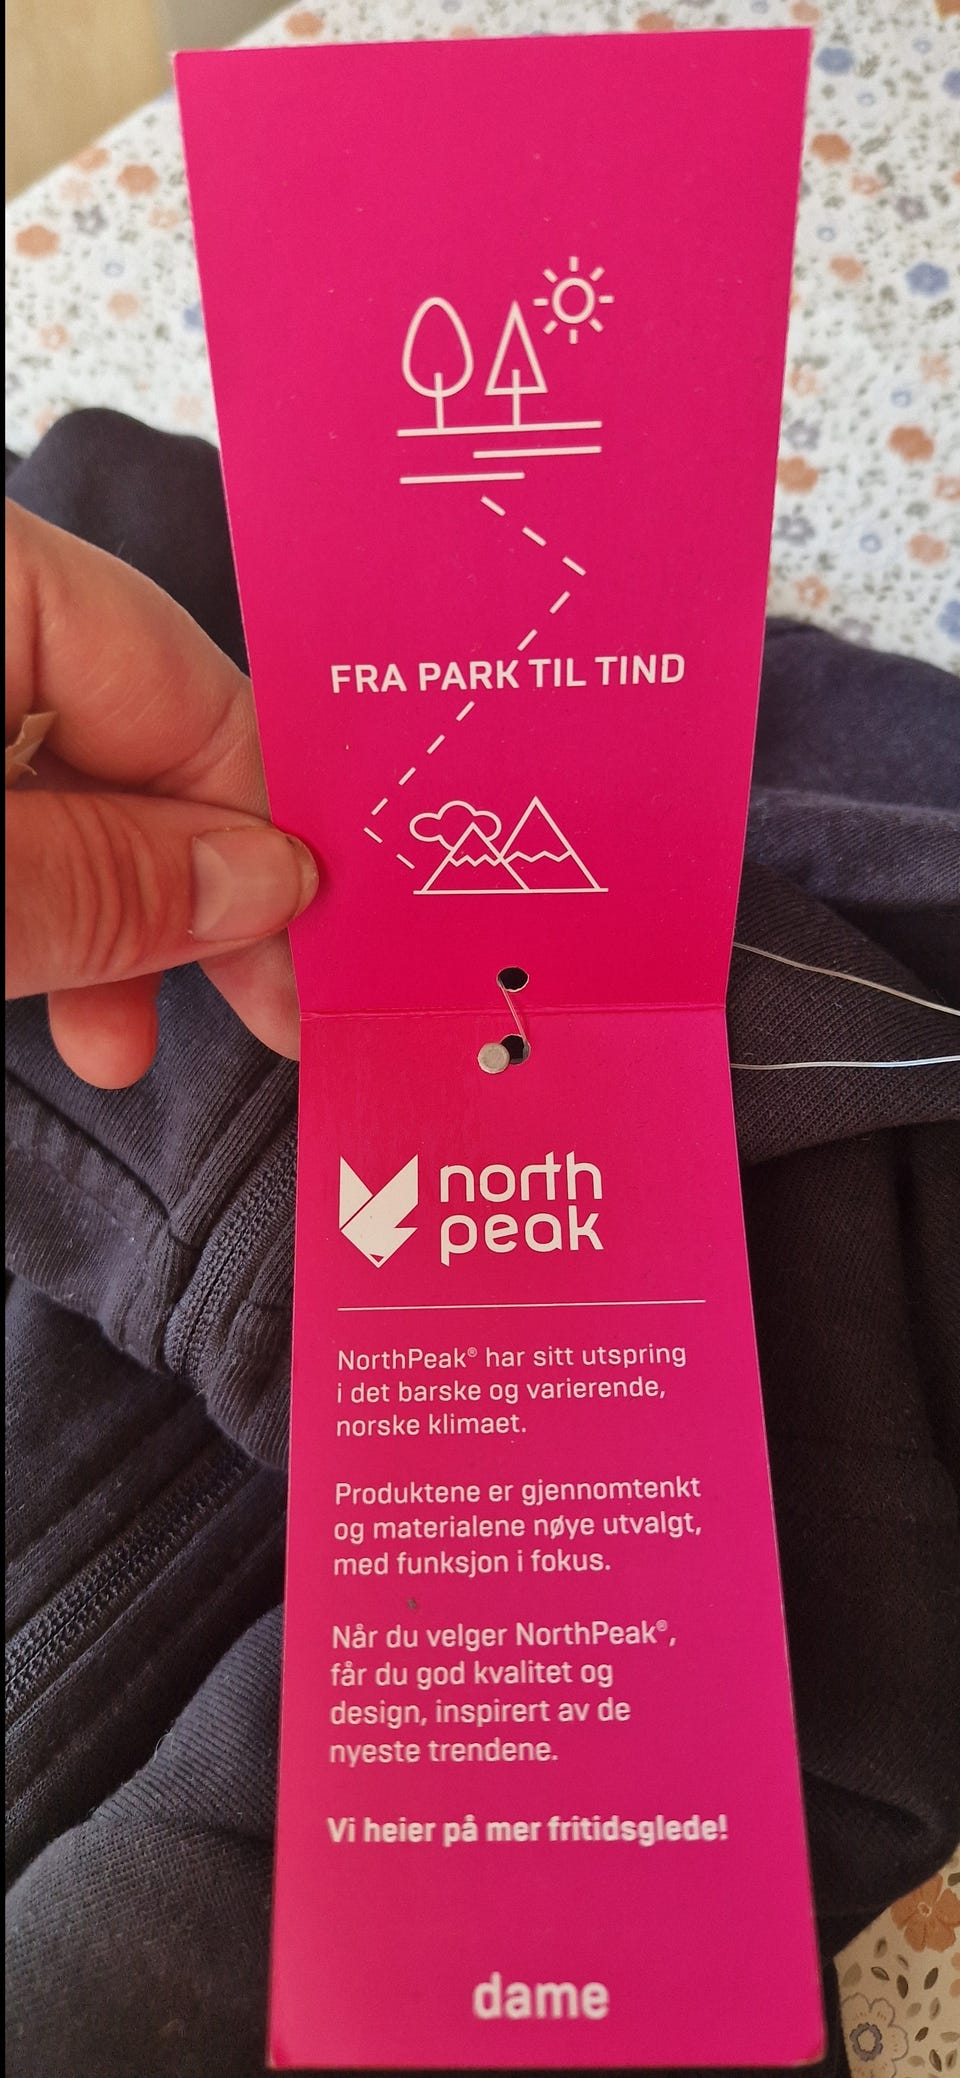 FRA PARK TIL TIND
north
peak
NorthPeak® har sitt utspring
i det barske og varierende,
norske klimaet.
Produktene er gjennomtenkt
og materialene nøye utvalgt,
med funksjon i fokus.
Når du velger NorthPeak®,
får du god kvalitet og
design, inspirert av de
nyeste trendene.
Vi heier på mer fritidsglede!
dame